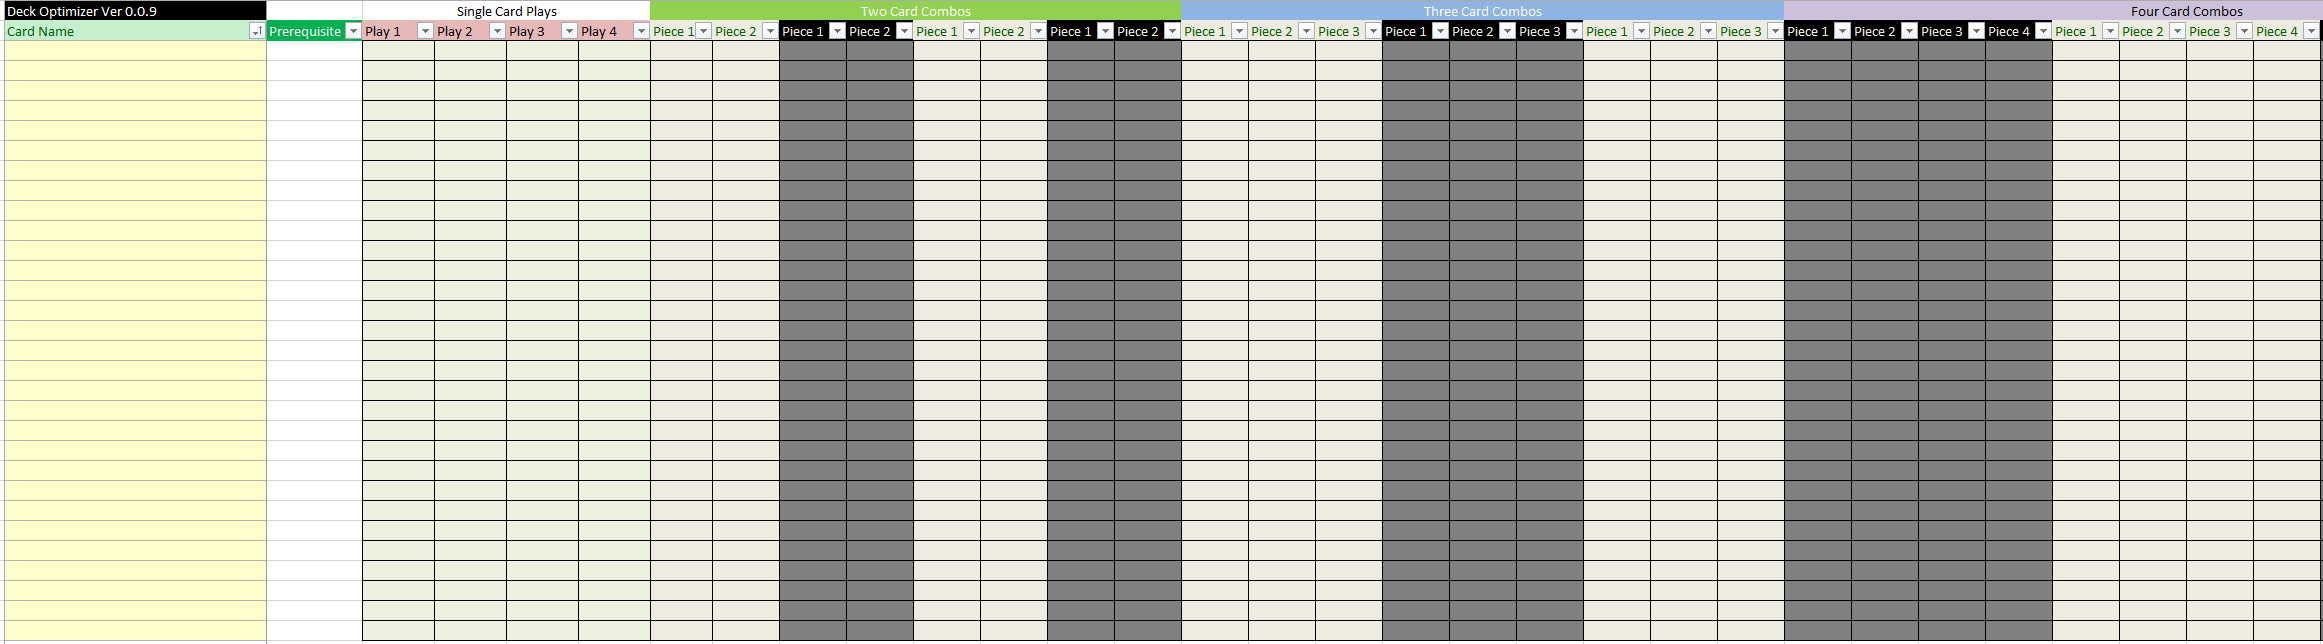 Deck Optimizer Ver 0.0.9 Single Card Plays Two Card Combos Three Card Combos Four Card Combos
Card Name Prerequisite Play 1 Play 2 Play 3 Play 4 Piece 1 Piece 2 Piece 1 Piece 2 Piece 1 Piece 2 Piece 1 Piece 2 Piece 1 Piece 2 Piece 3 Piece 1 Piece 2 Piece 3 Piece 1 Piece 2 Piece 3 Piece 1 Piece 2 Piece 3 Piece 4 Piece 1 Piece 2 Piece 3 Piece 4